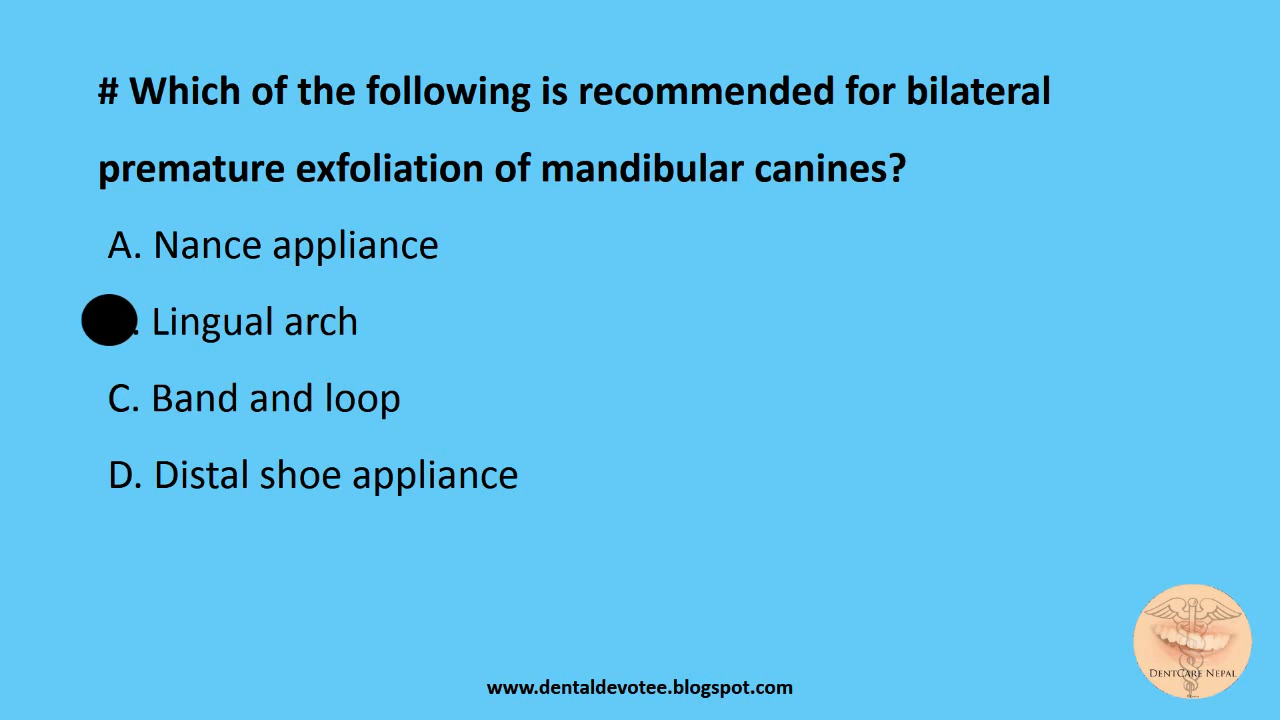 # Which of the following is recommended for bilateral
premature exfoliation of mandibular canines?
A. Nance appliance
. Lingual arch
C. Band and loop
D. Distal shoe appliance
DENTCARE NEPAL
www.dentaldevotee.blogspot.com